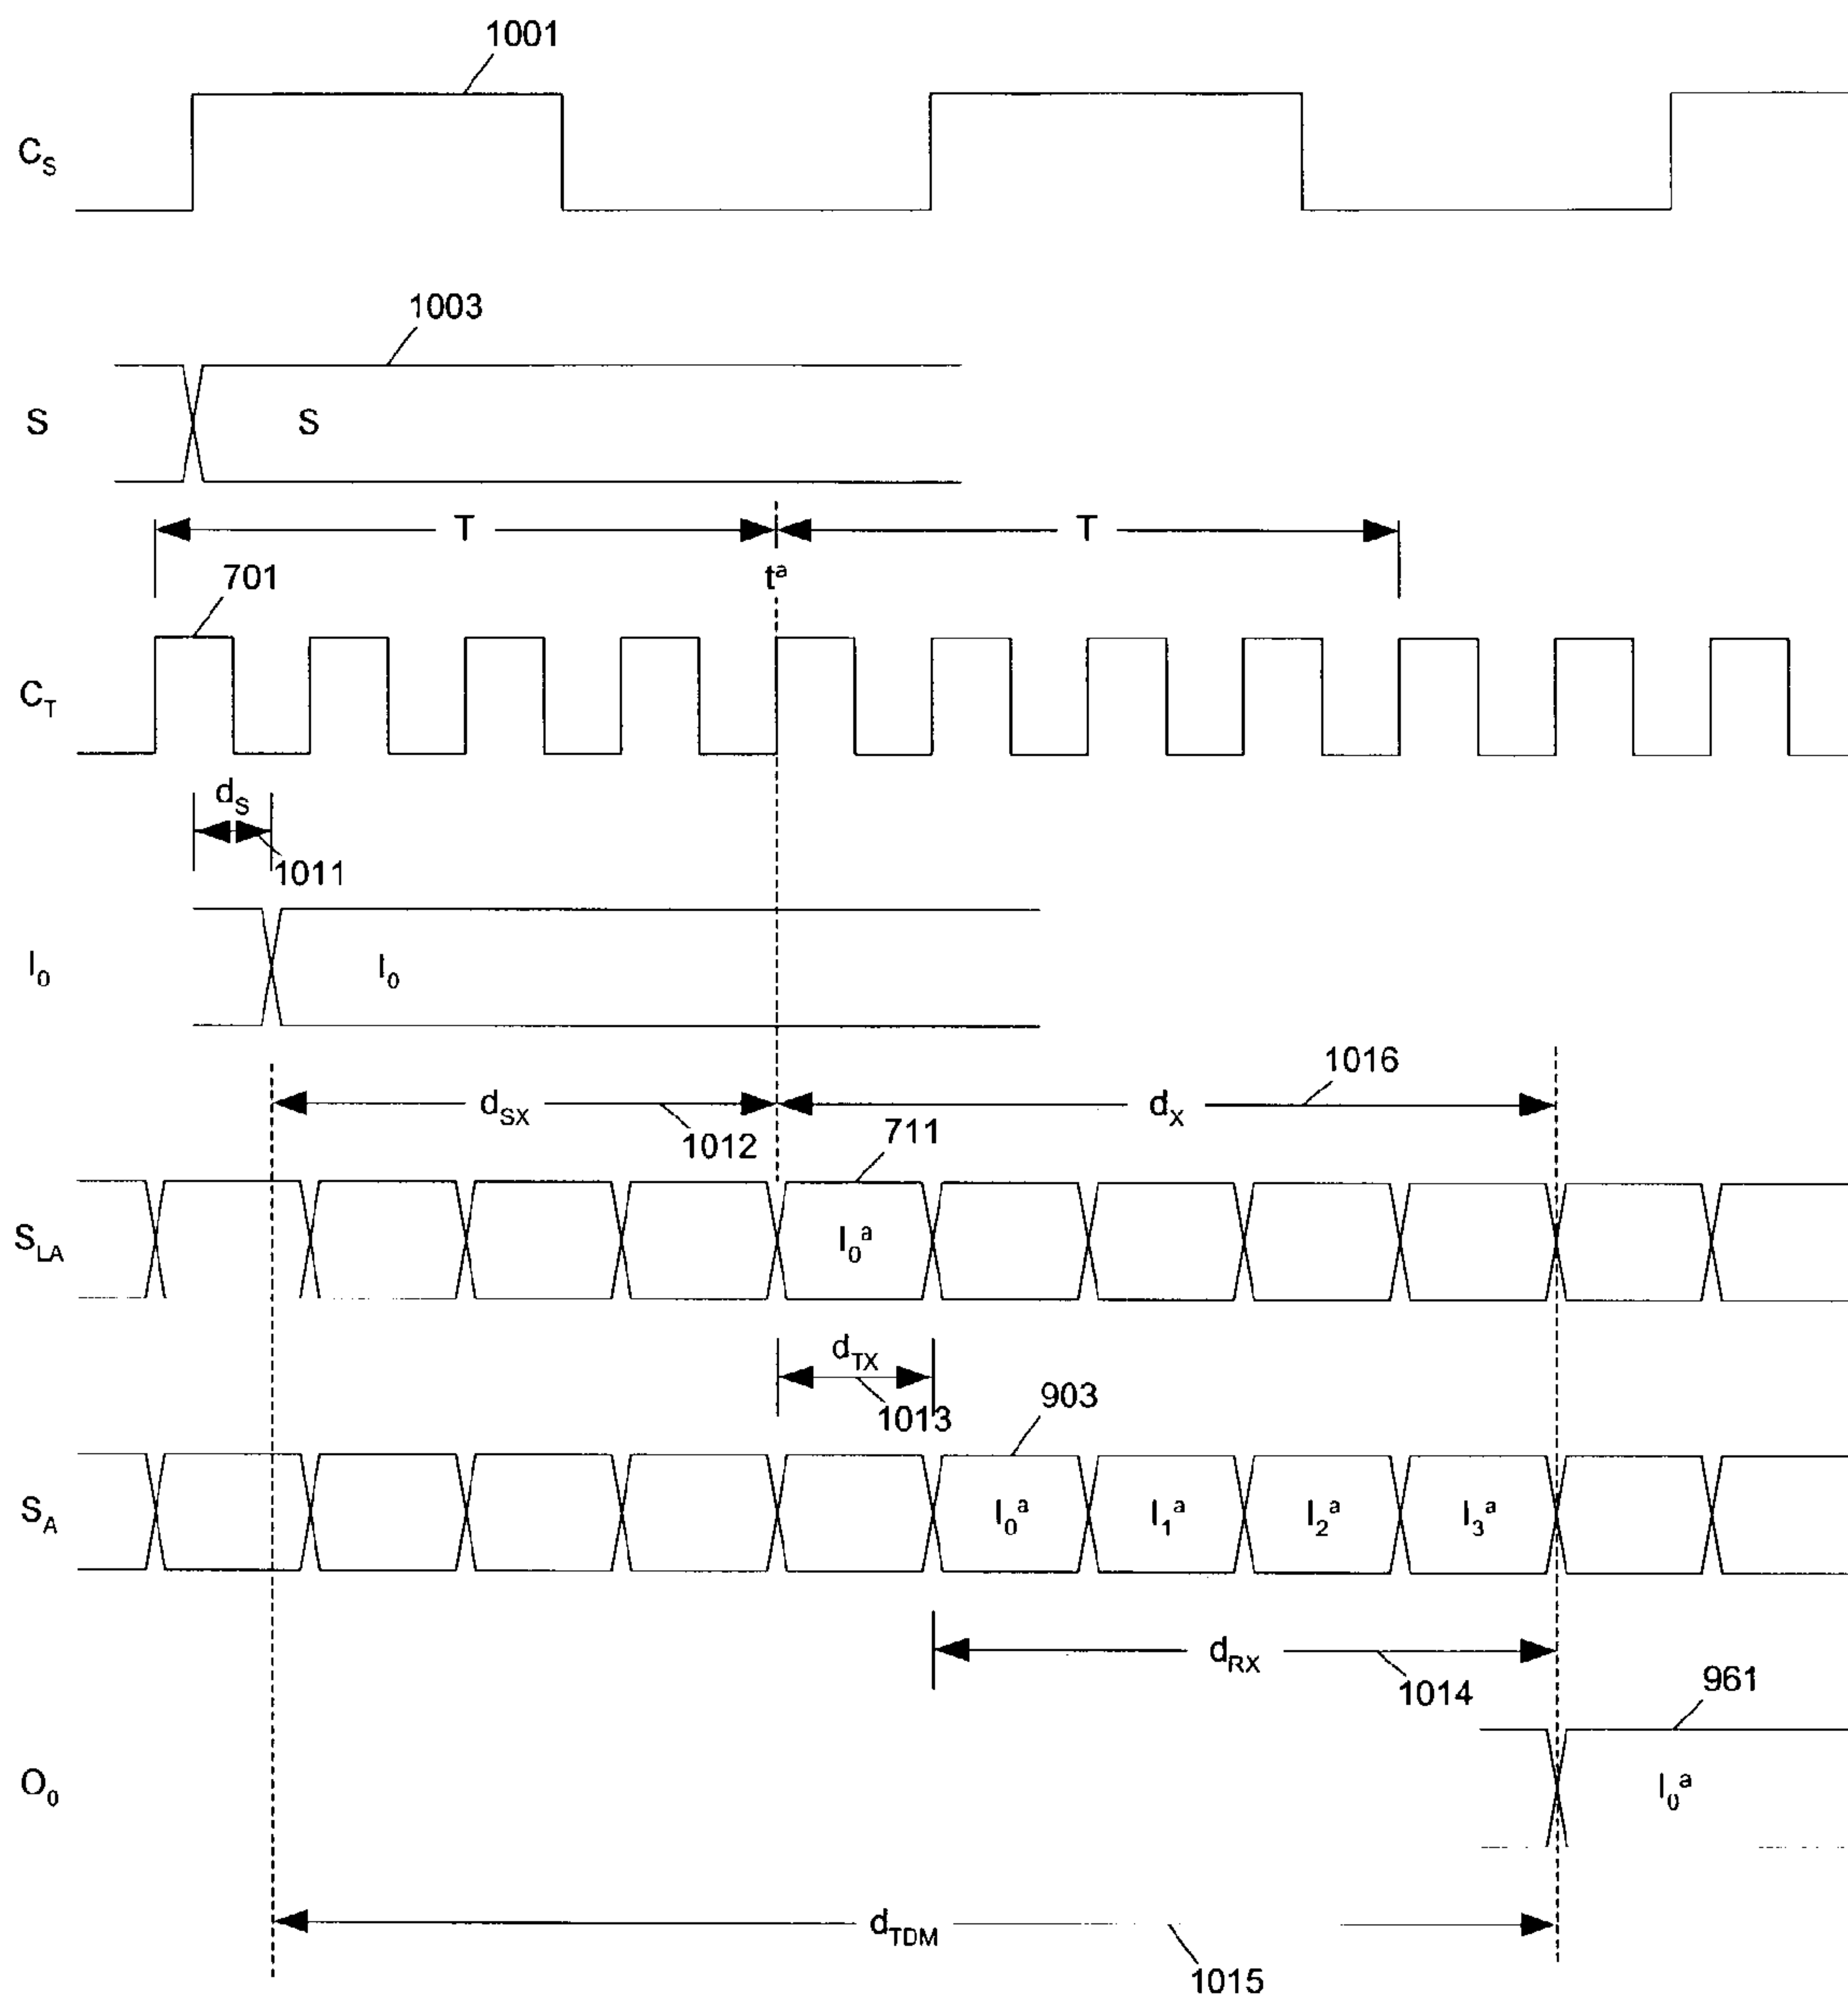 1001
C_S
1003
S
S
T
T
701
t^a
C_T
d_S
1011
I_0
I_0
1016
d_SX
d_X
1012
711
S_LA
I_0^a
d_TX
1013
903
S_A
I_0^a I_1^a I_2^a I_3^a
d_RX
1014
961
O_0
I_0^a
d_TDM
1015